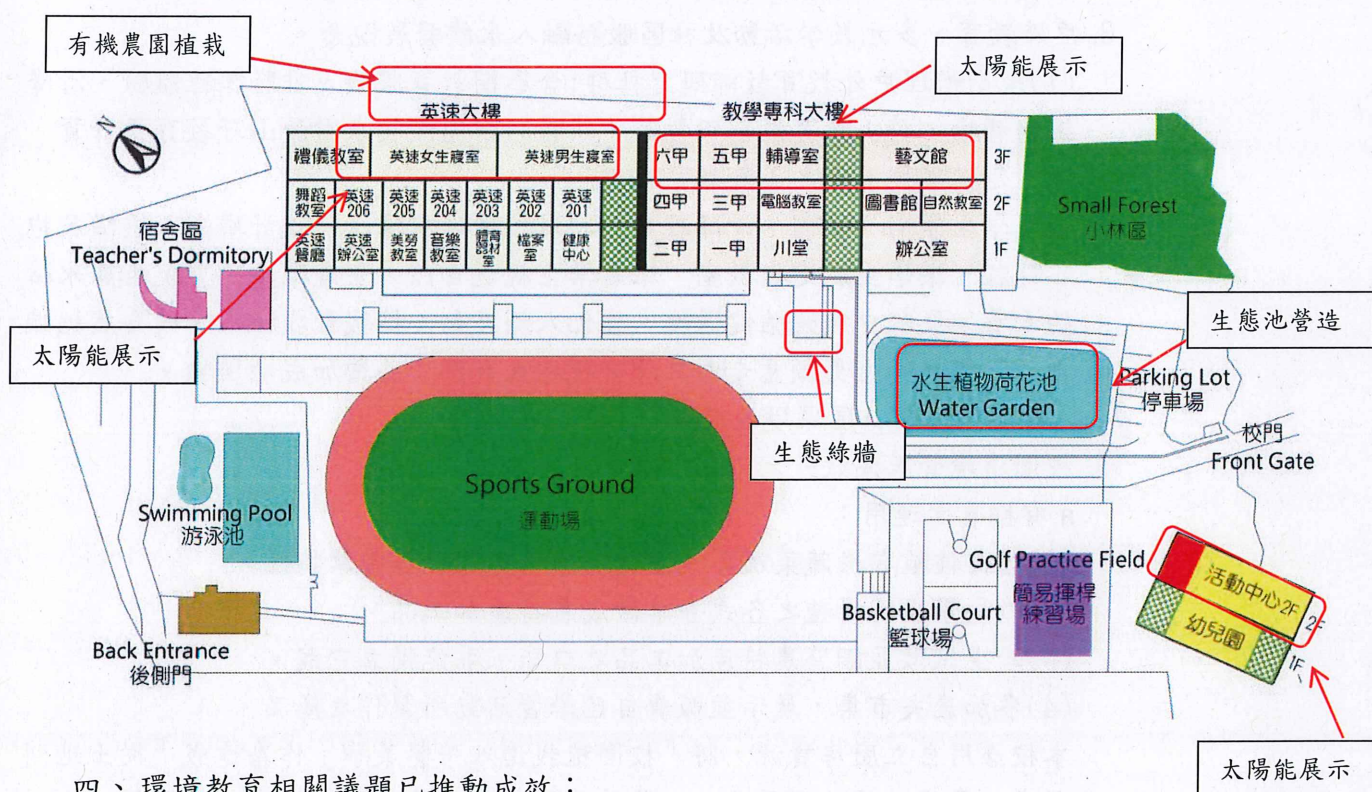 有機農園植栽
太陽能展示
英速大樓
教學專科大樓
N
禮儀教室 英速女生寢室 英速男生寢室 六甲 五甲 輔導室 藝文館 3F
舞蹈教室 英速206 英速205 英速204 英速203 英速202 英速201 四甲 三甲 電腦教室 圖書館 自然教室 2F
英速餐廳 英速辦公室 美勞教室 音樂教室 體育器材室 檔案室 健康中心 二甲 一甲 川堂 辦公室 1F
Small Forest
小林區
宿舍區
Teacher's Dormitory
太陽能展示
生態池營造
水生植物荷花池
Water Garden
Parking Lot
停車場
生態綠牆
校門
Front Gate
Sports Ground
運動場
Swimming Pool
游泳池
Golf Practice Field
簡易揮桿
練習場
Basketball Court
籃球場
活動中心2F 2F
幼兒園 1F
Back Entrance
後側門
太陽能展示
四、環境教育相關議題已推動成效：